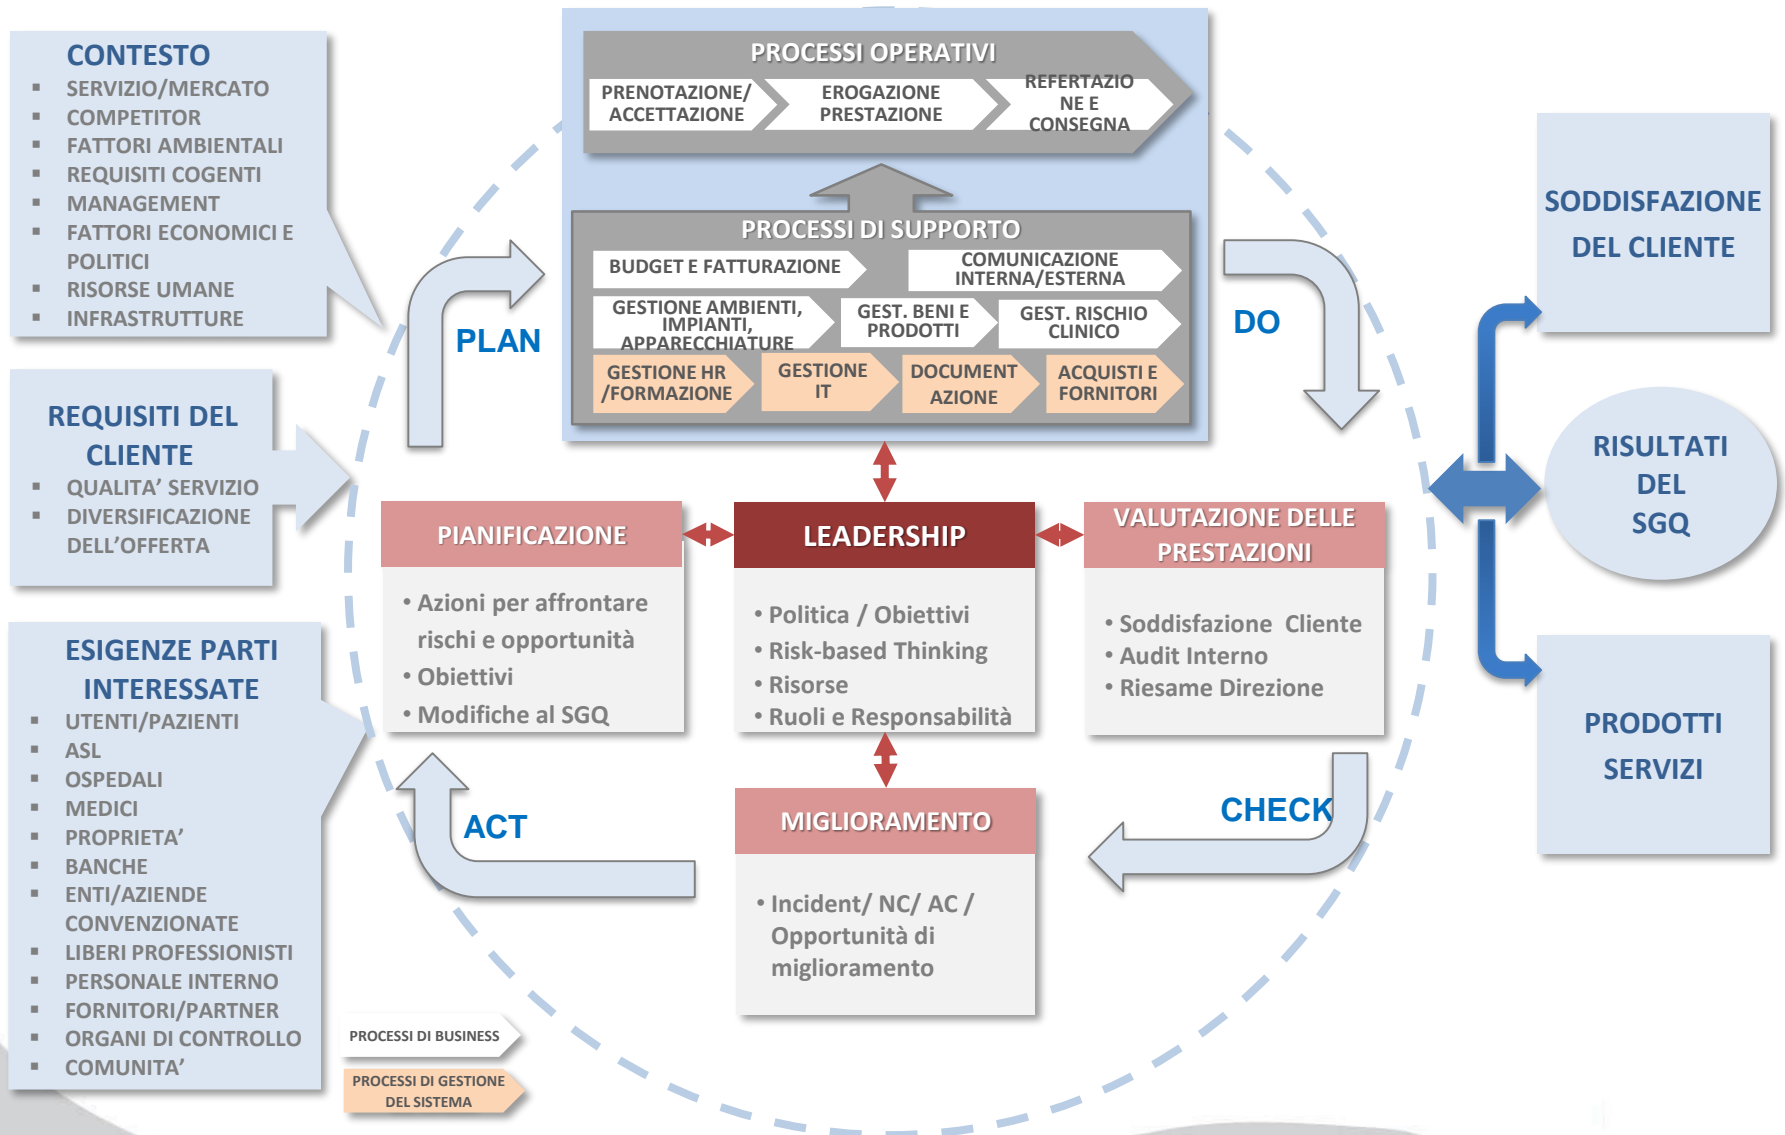 CONTESTO
▪ SERVIZIO/MERCATO
▪ COMPETITOR
▪ FATTORI AMBIENTALI
▪ REQUISITI COGENTI
▪ MANAGEMENT
▪ FATTORI ECONOMICI E
POLITICI
▪ RISORSE UMANE
▪ INFRASTRUTTURE
REQUISITI DEL
CLIENTE
▪ QUALITA’ SERVIZIO
▪ DIVERSIFICAZIONE
DELL’OFFERTA
ESIGENZE PARTI
INTERESSATE
▪ UTENTI/PAZIENTI
▪ ASL
▪ OSPEDALI
▪ MEDICI
▪ PROPRIETA’
▪ BANCHE
▪ ENTI/AZIENDE
CONVENZIONATE
▪ LIBERI PROFESSIONISTI
▪ PERSONALE INTERNO
▪ FORNITORI/PARTNER
▪ ORGANI DI CONTROLLO
▪ COMUNITA’
PROCESSI OPERATIVI
PRENOTAZIONE/
ACCETTAZIONE
EROGAZIONE
PRESTAZIONE
REFERTAZIO
NE E
CONSEGNA
PROCESSI DI SUPPORTO
BUDGET E FATTURAZIONE
COMUNICAZIONE
INTERNA/ESTERNA
GESTIONE AMBIENTI,
IMPIANTI,
APPARECCHIATURE
GEST. BENI E
PRODOTTI
GEST. RISCHIO
CLINICO
GESTIONE HR
/FORMAZIONE
GESTIONE
IT
DOCUMENT
AZIONE
ACQUISTI E
FORNITORI
PLAN
DO
PIANIFICAZIONE
• Azioni per affrontare
rischi e opportunità
• Obiettivi
• Modifiche al SGQ
LEADERSHIP
• Politica / Obiettivi
• Risk-based Thinking
• Risorse
• Ruoli e Responsabilità
VALUTAZIONE DELLE
PRESTAZIONI
• Soddisfazione Cliente
• Audit Interno
• Riesame Direzione
ACT
CHECK
MIGLIORAMENTO
• Incident/ NC/ AC /
Opportunità di
miglioramento
PROCESSI DI BUSINESS
PROCESSI DI GESTIONE
DEL SISTEMA
SODDISFAZIONE
DEL CLIENTE
RISULTATI
DEL
SGQ
PRODOTTI
SERVIZI